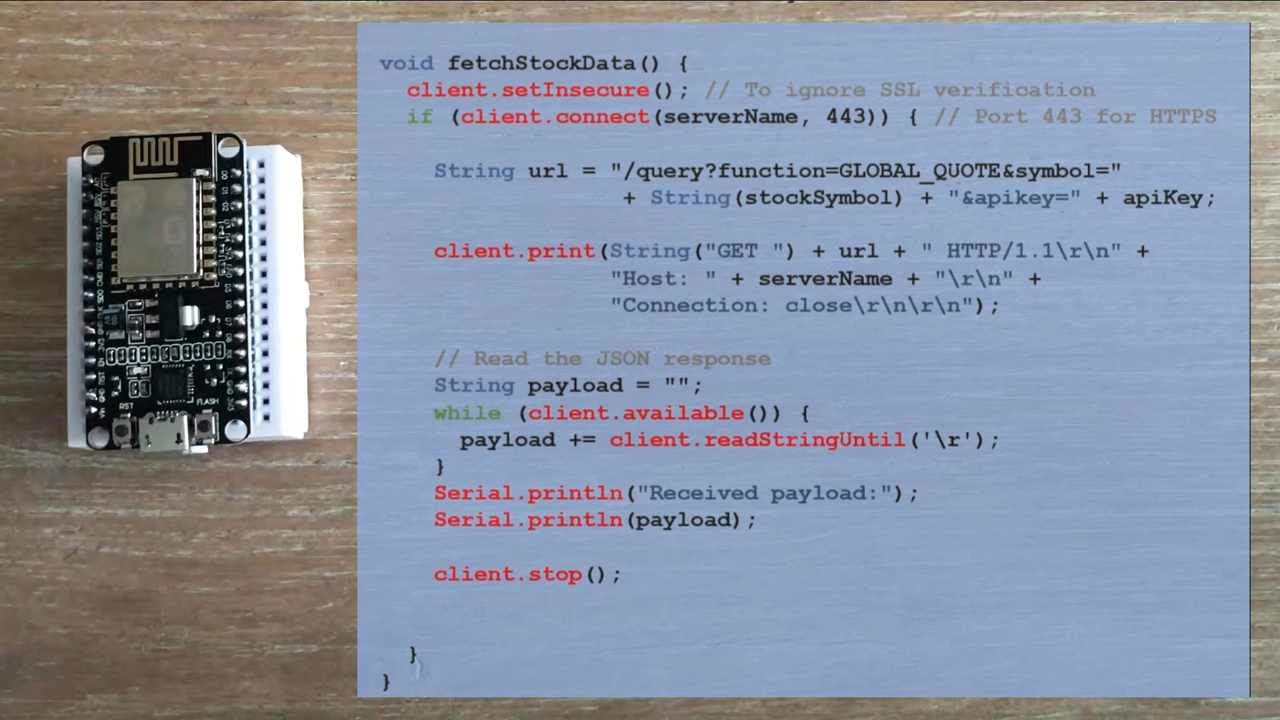 void fetchStockData() {
client.setInsecure(); // To ignore SSL verification
if (client.connect(serverName, 443)) { // Port 443 for HTTPS
String url = "/query?function=GLOBAL_QUOTE&symbol="
+ String(stockSymbol) + "&apikey=" + apiKey;
client.print(String("GET ") + url + " HTTP/1.1\r\n" +
"Host: " + serverName + "\r\n" +
"Connection: close\r\n\r\n");
// Read the JSON response
String payload = "";
while (client.available()) {
payload += client.readStringUntil('\r');
}
Serial.println("Received payload:");
Serial.println(payload);
client.stop();
}
}
RST
FLASH